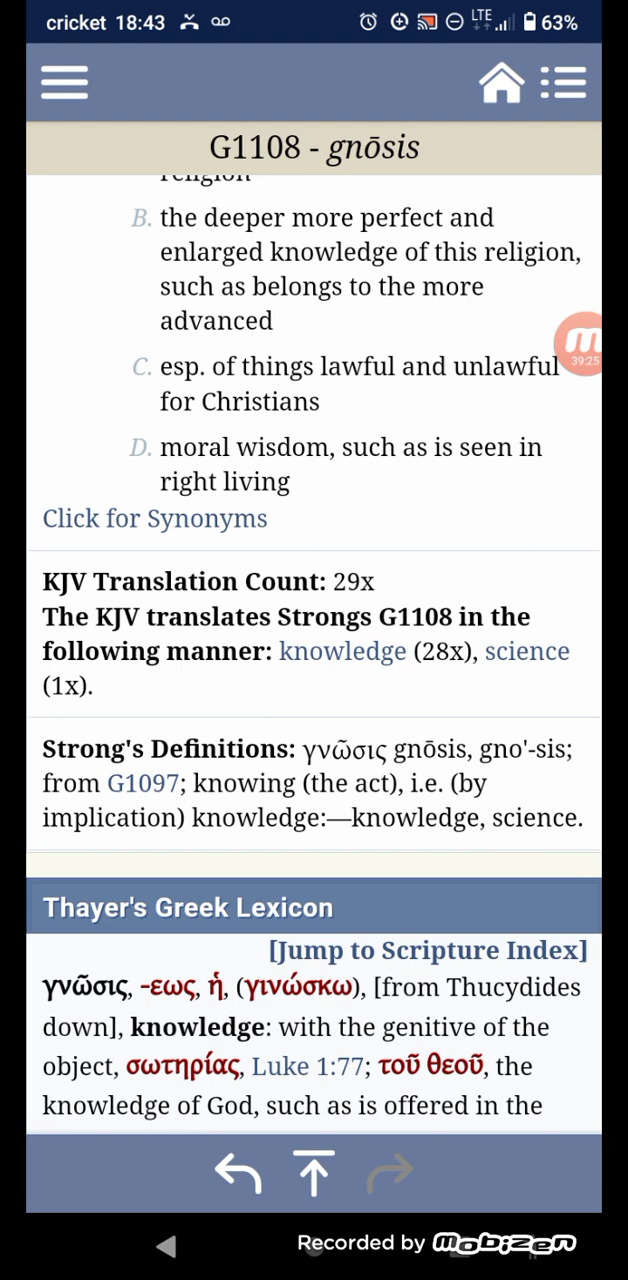 cricket 18:43 LTE 63%
G1108 - gnōsis
religion
B. the deeper more perfect and
enlarged knowledge of this religion,
such as belongs to the more
advanced
C. esp. of things lawful and unlawful
for Christians
39:25
D. moral wisdom, such as is seen in
right living
Click for Synonyms
KJV Translation Count: 29x
The KJV translates Strongs G1108 in the
following manner: knowledge (28x), science
(1x).
Strong's Definitions: γνῶσις gnōsis, gno'-sis;
from G1097; knowing (the act), i.e. (by
implication) knowledge:—knowledge, science.
Thayer's Greek Lexicon
[Jump to Scripture Index]
γνῶσις, -εως, ἡ, (γινώσκω), [from Thucydides
down], knowledge: with the genitive of the
object, σωτηρίας, Luke 1:77; τοῦ θεοῦ, the
knowledge of God, such as is offered in the
Recorded by mobizen